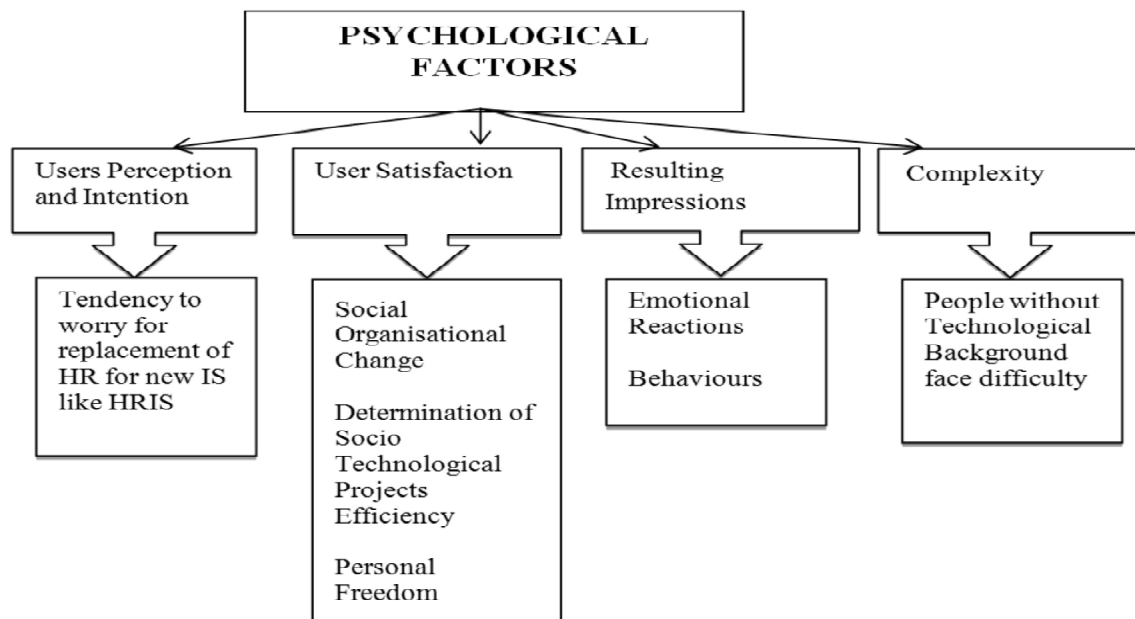 PSYCHOLOGICAL
FACTORS
Users Perception
and Intention
User Satisfaction
Resulting
Impressions
Complexity
Tendency to
worry for
replacement of
HR for new IS
like HRIS
Social
Organisational
Change
Determination of
Socio
Technological
Projects
Efficiency
Personal
Freedom
Emotional
Reactions
Behaviours
People without
Technological
Background
face difficulty